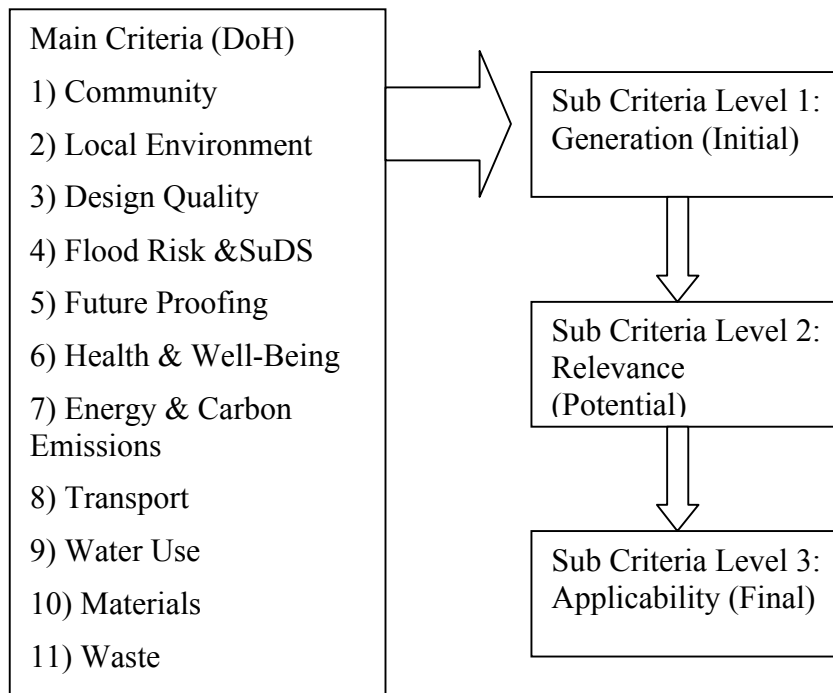 Main Criteria (DoH)
1) Community
2) Local Environment
3) Design Quality
4) Flood Risk &SuDS
5) Future Proofing
6) Health & Well-Being
7) Energy & Carbon
Emissions
8) Transport
9) Water Use
10) Materials
11) Waste
Sub Criteria Level 1:
Generation (Initial)
Sub Criteria Level 2:
Relevance
(Potential)
Sub Criteria Level 3:
Applicability (Final)